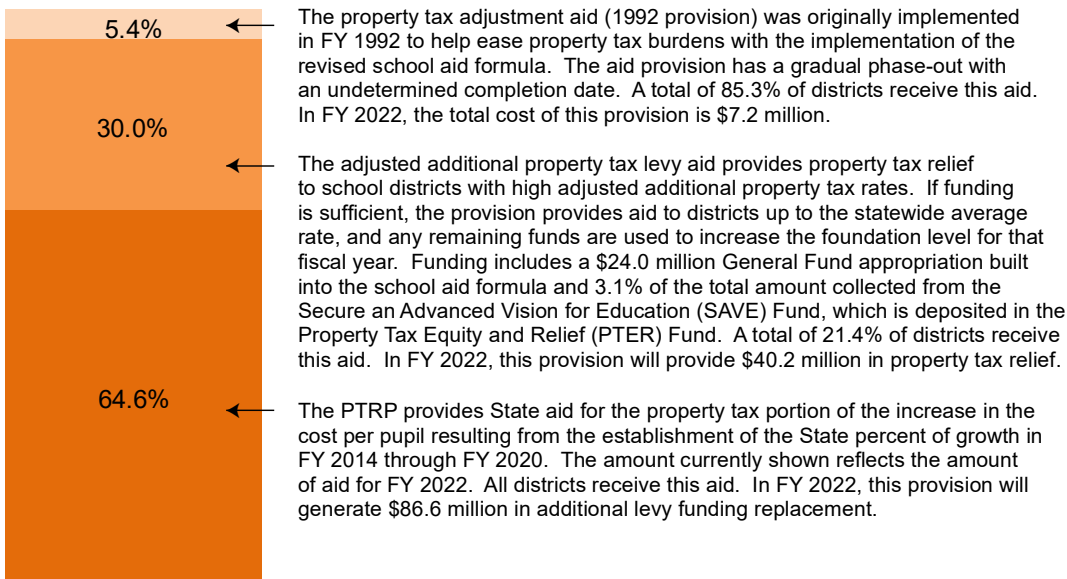 5.4%
The property tax adjustment aid (1992 provision) was originally implemented
in FY 1992 to help ease property tax burdens with the implementation of the
revised school aid formula.  The aid provision has a gradual phase-out with
an undetermined completion date.  A total of 85.3% of districts receive this aid.
In FY 2022, the total cost of this provision is $7.2 million.
30.0%
The adjusted additional property tax levy aid provides property tax relief
to school districts with high adjusted additional property tax rates.  If funding
is sufficient, the provision provides aid to districts up to the statewide average
rate, and any remaining funds are used to increase the foundation level for that
fiscal year.  Funding includes a $24.0 million General Fund appropriation built
into the school aid formula and 3.1% of the total amount collected from the
Secure an Advanced Vision for Education (SAVE) Fund, which is deposited in the
Property Tax Equity and Relief (PTER) Fund.  A total of 21.4% of districts receive
this aid.  In FY 2022, this provision will provide $40.2 million in property tax relief.
64.6%
The PTRP provides State aid for the property tax portion of the increase in the
cost per pupil resulting from the establishment of the State percent of growth in
FY 2014 through FY 2020.  The amount currently shown reflects the amount
of aid for FY 2022.  All districts receive this aid.  In FY 2022, this provision will
generate $86.6 million in additional levy funding replacement.